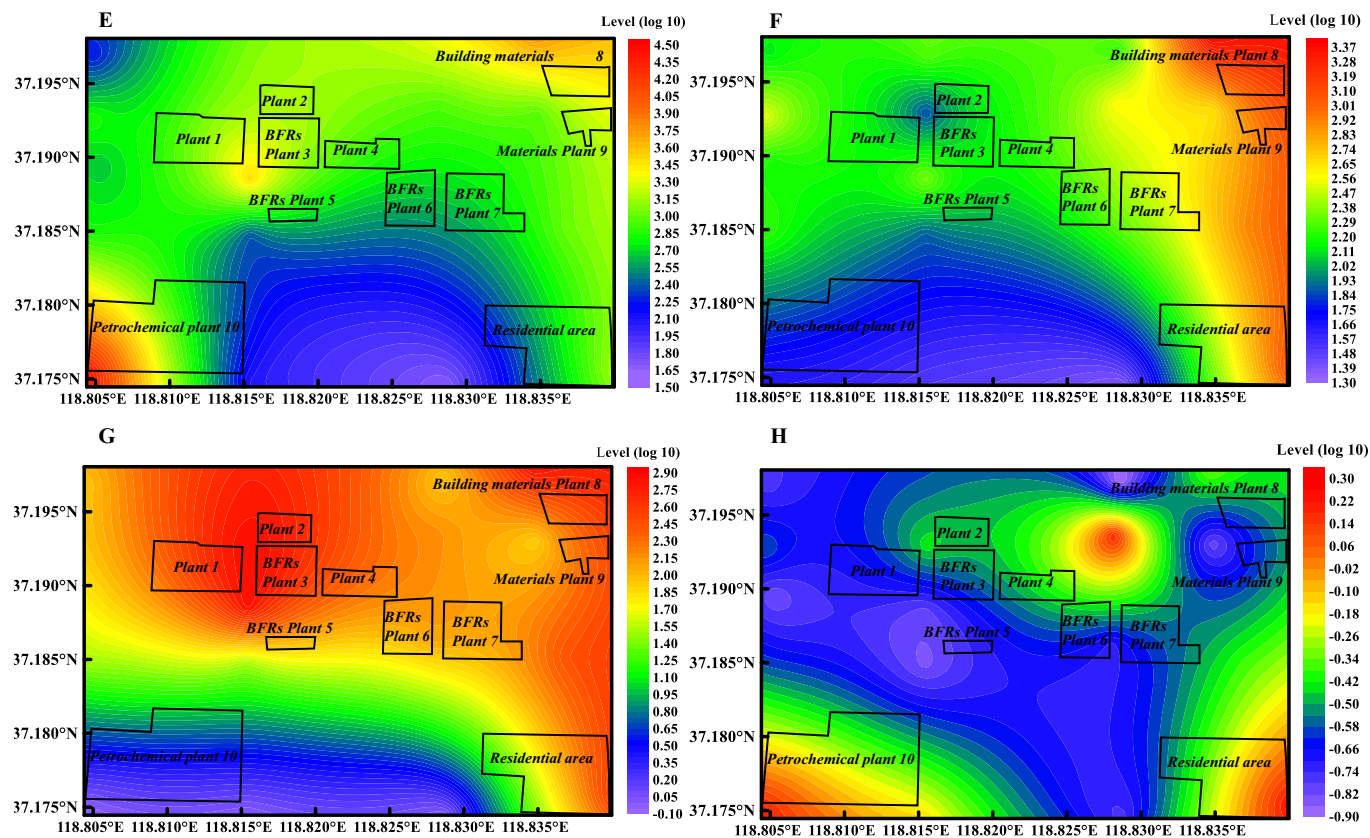 E
Level (log 10)
4.50
4.35
4.20
4.05
3.90
3.75
3.60
3.45
3.30
3.15
3.00
2.85
2.70
2.55
2.40
2.25
2.10
1.95
1.80
1.65
1.50
37.195°N
37.190°N
37.185°N
37.180°N
37.175°N
118.805°E 118.810°E 118.815°E 118.820°E 118.825°E 118.830°E 118.835°E
Building materials 8
Plant 2
Plant 1
BFRs
Plant 3
Plant 4
Materials Plant 9
BFRs Plant 5
BFRs
Plant 6
BFRs
Plant 7
Petrochemical plant 10
Residential area
F
Level (log 10)
3.37
3.28
3.19
3.10
3.01
2.92
2.83
2.74
2.65
2.56
2.47
2.38
2.29
2.20
2.11
2.02
1.93
1.84
1.75
1.66
1.57
1.48
1.39
1.30
37.195°N
37.190°N
37.185°N
37.180°N
37.175°N
118.805°E 118.810°E 118.815°E 118.820°E 118.825°E 118.830°E 118.835°E
Building materials Plant 8
Plant 2
Plant 1
BFRs
Plant 3
Plant 4
Materials Plant 9
BFRs Plant 5
BFRs
Plant 6
BFRs
Plant 7
Petrochemical plant 10
Residential area
G
Level (log 10)
2.90
2.75
2.60
2.45
2.30
2.15
2.00
1.85
1.70
1.55
1.40
1.25
1.10
0.95
0.80
0.65
0.50
0.35
0.20
0.05
-0.10
37.195°N
37.190°N
37.185°N
37.180°N
37.175°N
118.805°E 118.810°E 118.815°E 118.820°E 118.825°E 118.830°E 118.835°E
Building materials Plant 8
Plant 2
Plant 1
BFRs
Plant 3
Plant 4
Materials Plant 9
BFRs Plant 5
BFRs
Plant 6
BFRs
Plant 7
Petrochemical plant 10
Residential area
H
Level (log 10)
0.30
0.22
0.14
0.06
-0.02
-0.10
-0.18
-0.26
-0.34
-0.42
-0.50
-0.58
-0.66
-0.74
-0.82
-0.90
37.195°N
37.190°N
37.185°N
37.180°N
37.175°N
118.805°E 118.810°E 118.815°E 118.820°E 118.825°E 118.830°E 118.835°E
Building materials Plant 8
Plant 2
Plant 1
BFRs
Plant 3
Plant 4
Materials Plant 9
BFRs Plant 5
BFRs
Plant 6
BFRs
Plant 7
Petrochemical plant 10
Residential area